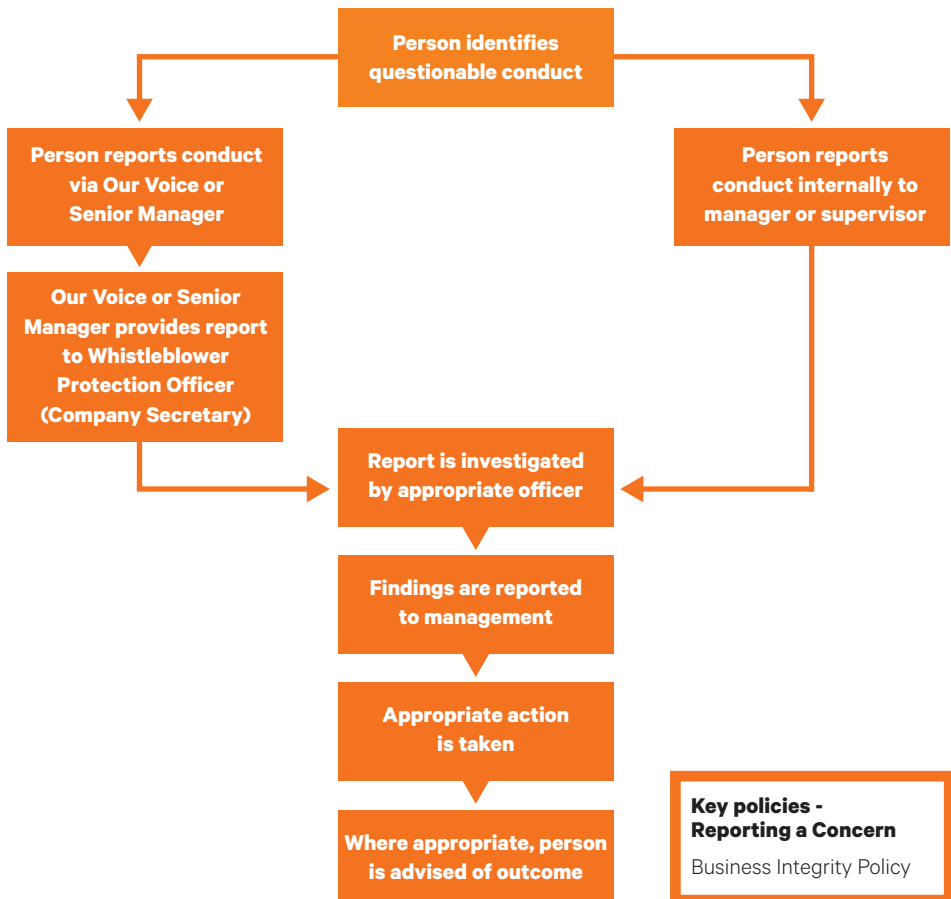 Person identifies
questionable conduct
Person reports conduct
via Our Voice or
Senior Manager
Person reports
conduct internally to
manager or supervisor
Our Voice or Senior
Manager provides report
to Whistleblower
Protection Officer
(Company Secretary)
Report is investigated
by appropriate officer
Findings are reported
to management
Appropriate action
is taken
Where appropriate, person
is advised of outcome
Key policies -
Reporting a Concern
Business Integrity Policy